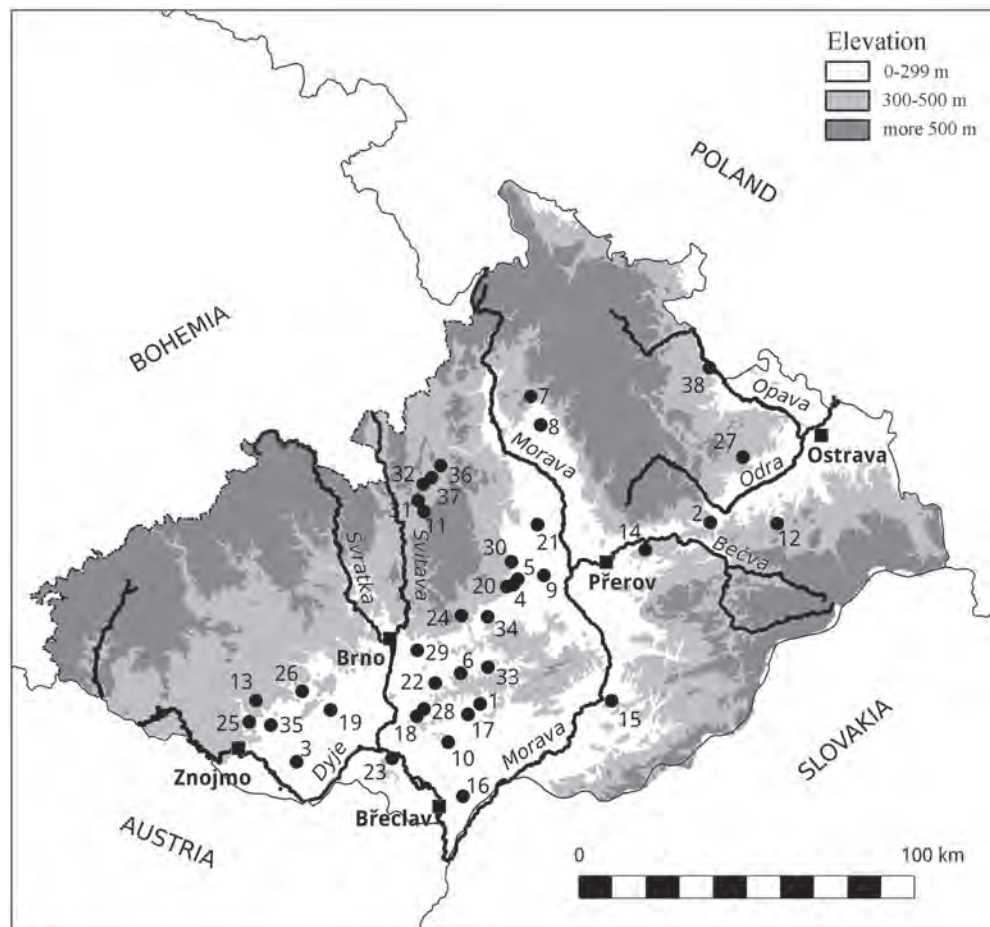 Elevation
0-299 m
300-500 m
more 500 m
POLAND
BOHEMIA
38
Opava
7
8
Morava
27
Odra
Ostrava
32
36
37
31
11
Svratka
Svitava
2
12
21
14
Bečva
30
5
Přerov
20
4
9
24
34
Brno
29
6
33
26
22
13
1
15
28
19
25
35
18
17
Morava
SLOVAKIA
10
3
Dyje
23
Znojmo
16
Břeclav
AUSTRIA
0
100 km